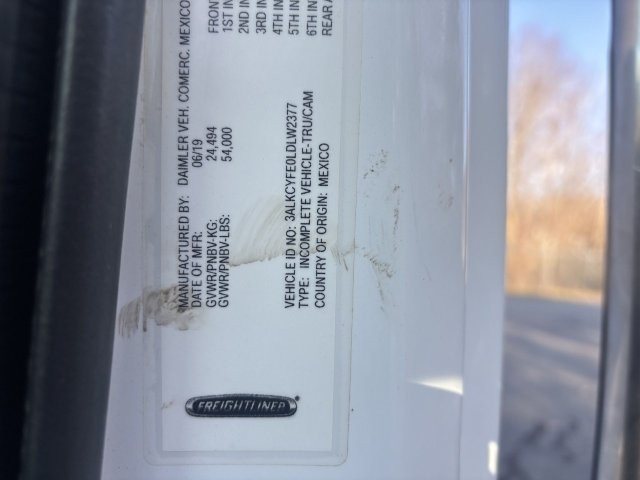 FREIGHTLINER
MANUFACTURED BY: DAIMLER VEH. COMERC. MEXICO
DATE OF MFR: 06/19
GVWR/PNBV-KG: 24,494
GVWR/PNBV-LBS: 54,000
FRON
1ST IN
2ND IN
3RD IN
4TH IN
5TH IN
6TH IN
REAR A
VEHICLE ID NO: 3ALKCYFE0LDLW2377
TYPE: INCOMPLETE VEHICLE-TRU/CAM
COUNTRY OF ORIGIN: MEXICO